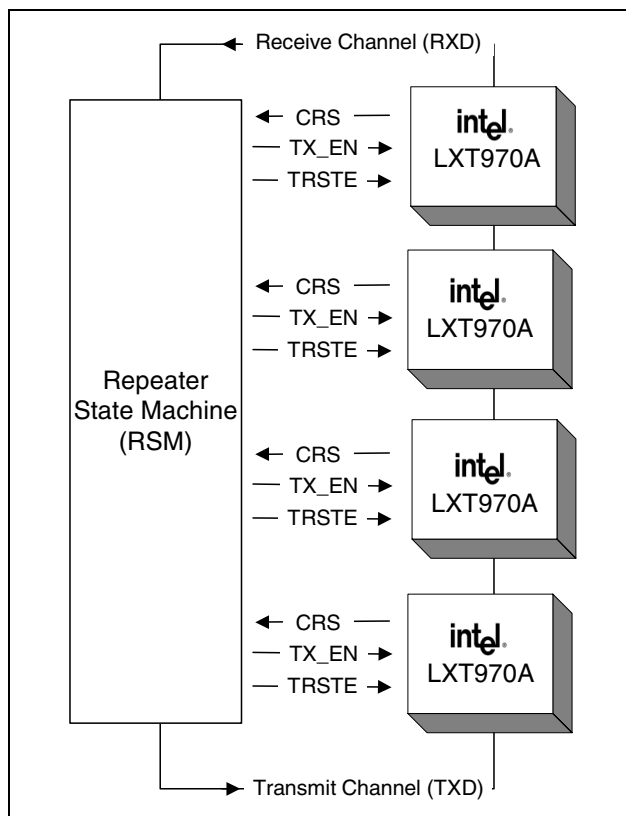 Receive Channel (RXD)
CRS
TX_EN
TRSTE
intel.
LXT970A
CRS
TX_EN
TRSTE
intel.
LXT970A
Repeater
State Machine
(RSM)
CRS
TX_EN
TRSTE
intel.
LXT970A
CRS
TX_EN
TRSTE
intel.
LXT970A
Transmit Channel (TXD)